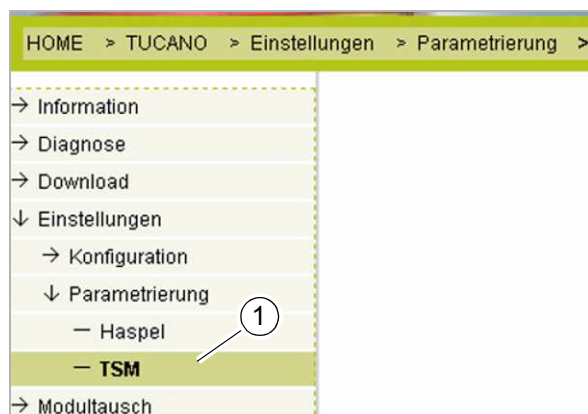 HOME > TUCANO > Einstellungen > Parametrierung >
→ Information
→ Diagnose
→ Download
↓ Einstellungen
→ Konfiguration
↓ Parametrierung
— Haspel
1
— TSM
→ Modultausch